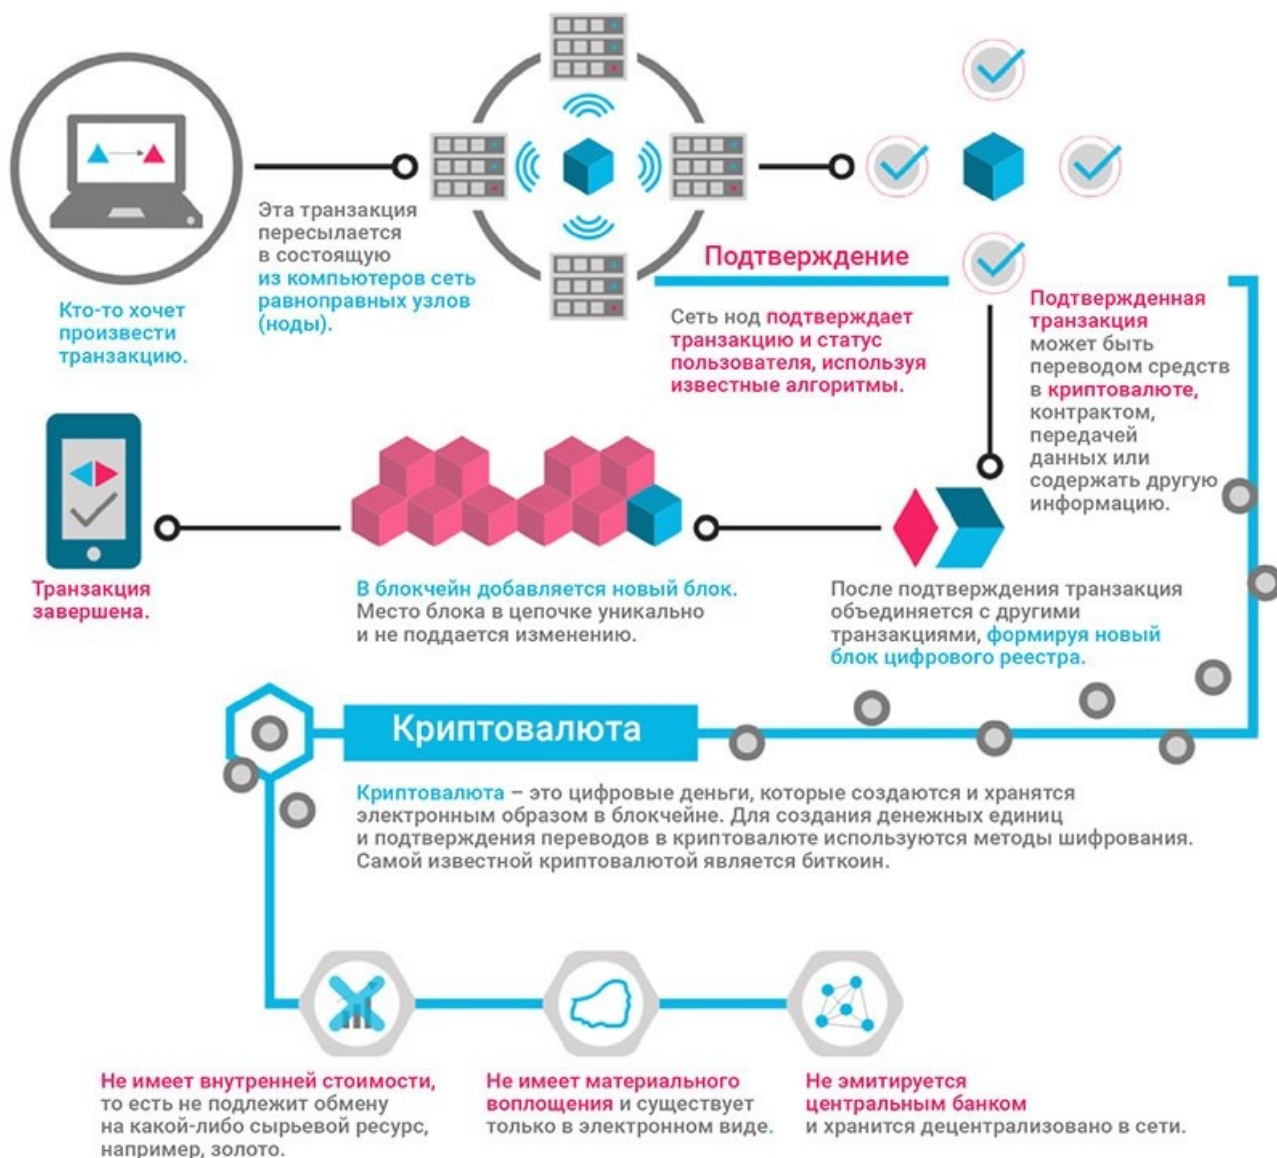 Кто-то хочет
произвести
транзакцию.
Эта транзакция
пересылается
в состоящую
из компьютеров сеть
равноправных узлов
(ноды).
Подтверждение
Сеть нод подтверждает
транзакцию и статус
пользователя, используя
известные алгоритмы.
Подтвержденная
транзакция
может быть
переводом средств
в криптовалюте,
контрактом,
передачей
данных или
содержать другую
информацию.
После подтверждения транзакция
объединяется с другими
транзакциями, формируя новый
блок цифрового реестра.
В блокчейн добавляется новый блок.
Место блока в цепочке уникально
и не поддается изменению.
Транзакция
завершена.
Криптовалюта
Криптовалюта – это цифровые деньги, которые создаются и хранятся
электронным образом в блокчейне. Для создания денежных единиц
и подтверждения переводов в криптовалюте используются методы шифрования.
Самой известной криптовалютой является биткоин.
Не имеет внутренней стоимости,
то есть не подлежит обмену
на какой-либо сырьевой ресурс,
например, золото.
Не имеет материального
воплощения и существует
только в электронном виде.
Не эмитируется
центральным банком
и хранится децентрализовано в сети.